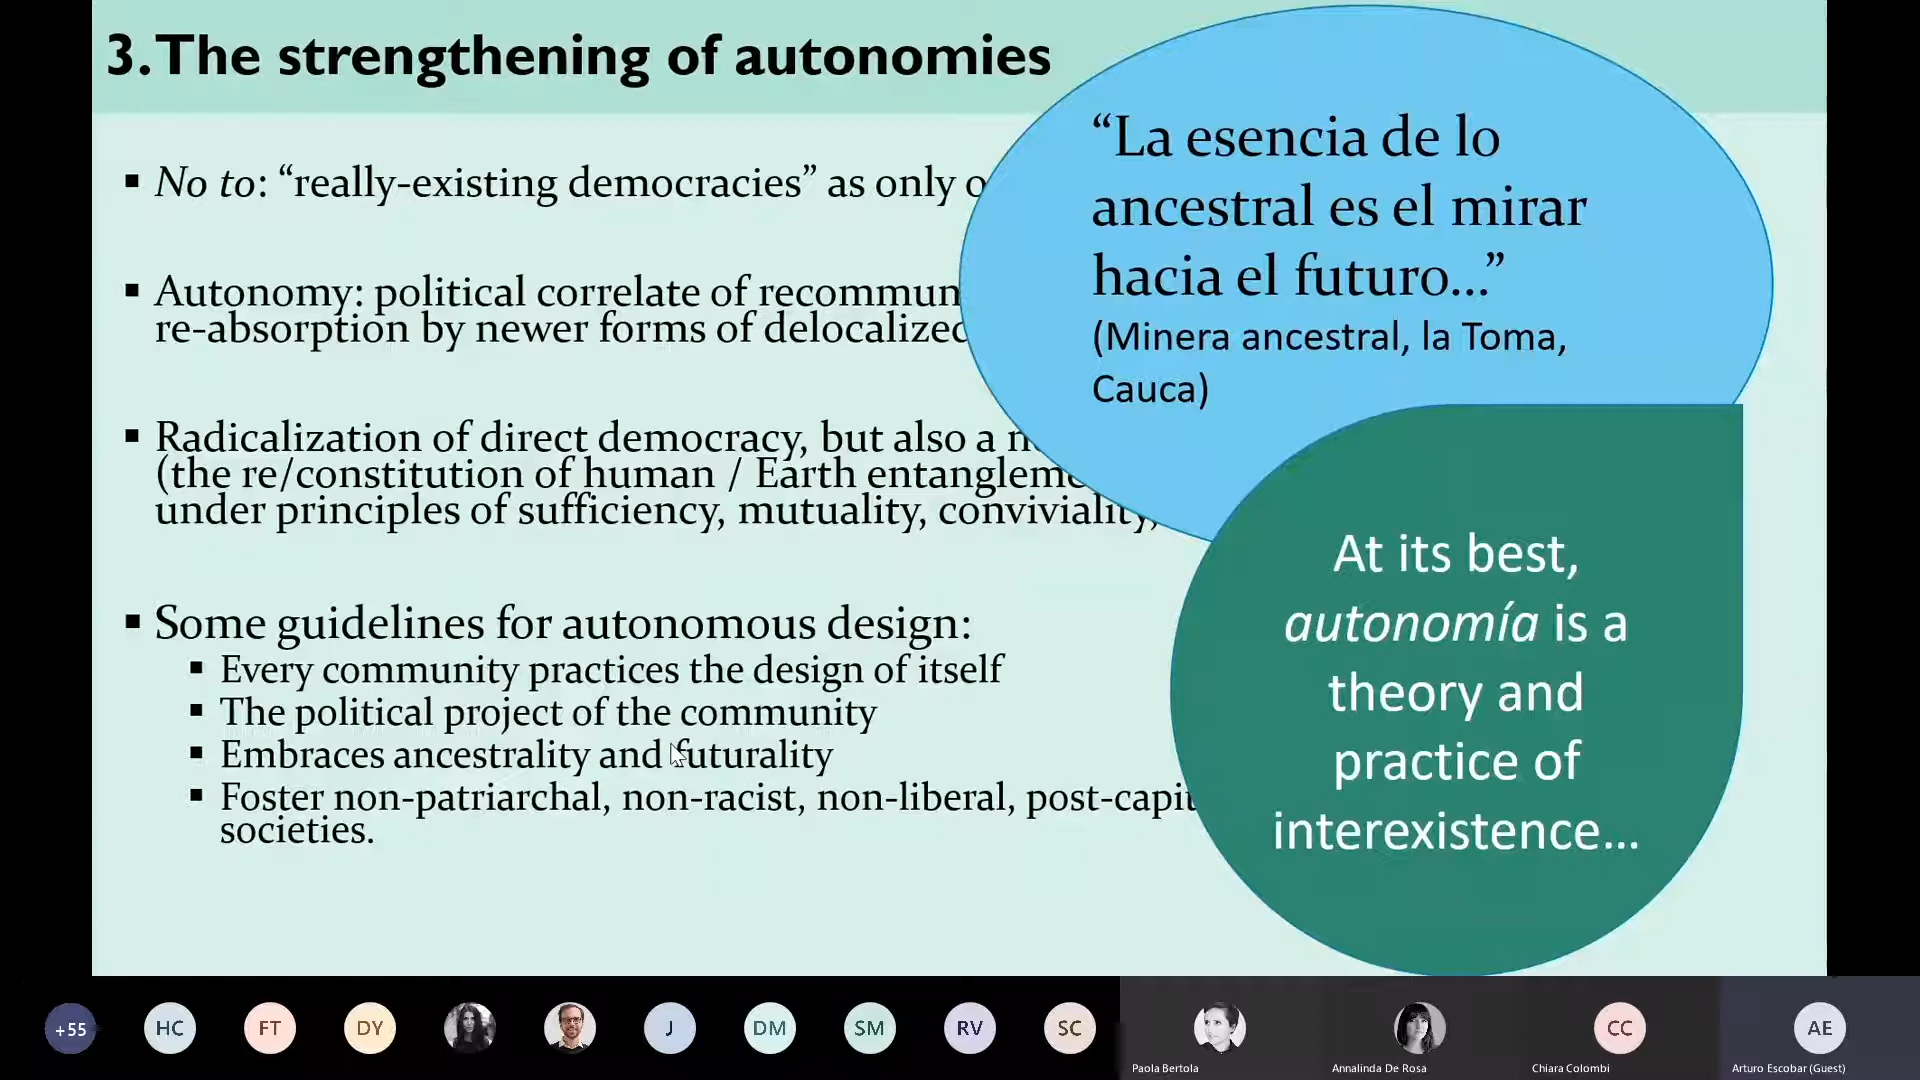 3. The strengthening of autonomies
▪ No to: “really-existing democracies” as only
▪ Autonomy: political correlate of
re-absorption by newer forms of
▪ Radicalization of direct democracy, but also a
(the re/constitution of human / Earth
under principles of sufficiency, mutuality, conviviality,
▪ Some guidelines for autonomous design:
▪ Every community practices the design of itself
▪ The political project of the community
▪ Embraces ancestrality and futurality
▪ Foster non-patriarchal, non-racist, non-liberal,
societies.
“La esencia de lo
ancestral es el mirar
hacia el futuro...”
(Minera ancestral, la Toma,
Cauca)
At its best,
autonomía is a
theory and
practice of
interexistence...
+55
HC
FT
DY
J
DM
SM
RV
SC
Paola Bertola
Annalinda De Rosa
CC
Chiara Colombi
AE
Arturo Escobar (Guest)